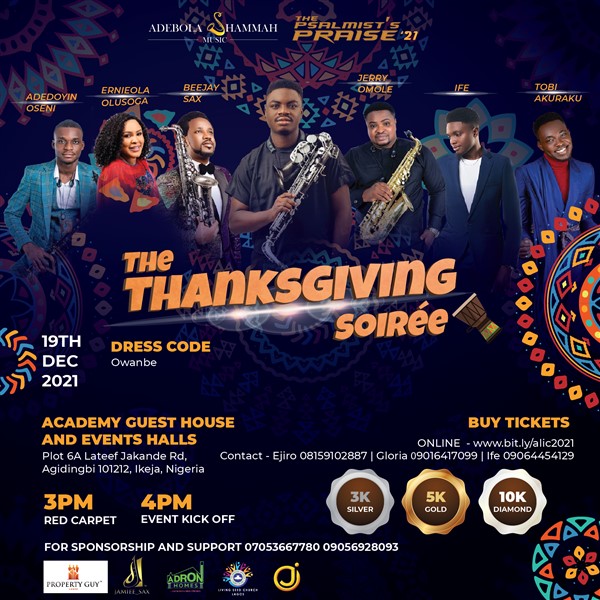 ADEBOLA SHAMMAH
MUSIC
THE
PSALMIST'S
PRAISE '21
ADEDOYIN
OSENI
ERNIEOLA
OLUSOGA
BEEJAY
SAX
JERRY
OMOLE
IFE
TOBI
AKURAKU
THE
THANKSGIVING
SOIRÉE
19TH
DEC
2021
DRESS CODE
Owanbe
ACADEMY GUEST HOUSE
AND EVENTS HALLS
Plot 6A Lateef Jakande Rd,
Agidingbi 101212, Ikeja, Nigeria
BUY TICKETS
ONLINE - www.bit.ly/alic2021
Contact - Ejiro 08159102887 | Gloria 09016417099 | Ife 09064454129
3PM
RED CARPET
4PM
EVENT KICK OFF
3K
SILVER
5K
GOLD
10K
DIAMOND
FOR SPONSORSHIP AND SUPPORT 07053667780 09056928093
PROPERTY GUY
JAMIEE_SAX
ADRON
HOMES
LIVING SEED CHURCH
LAGOS